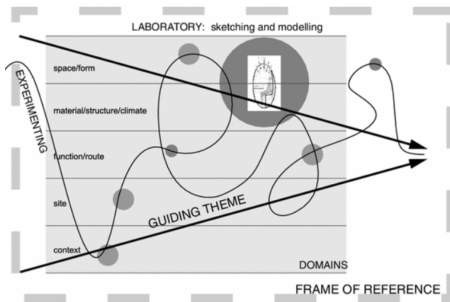 LABORATORY: sketching and modelling
space/form
EXPERIMENTING
material/structure/climate
function/route
site
GUIDING THEME
context
DOMAINS
FRAME OF REFERENCE